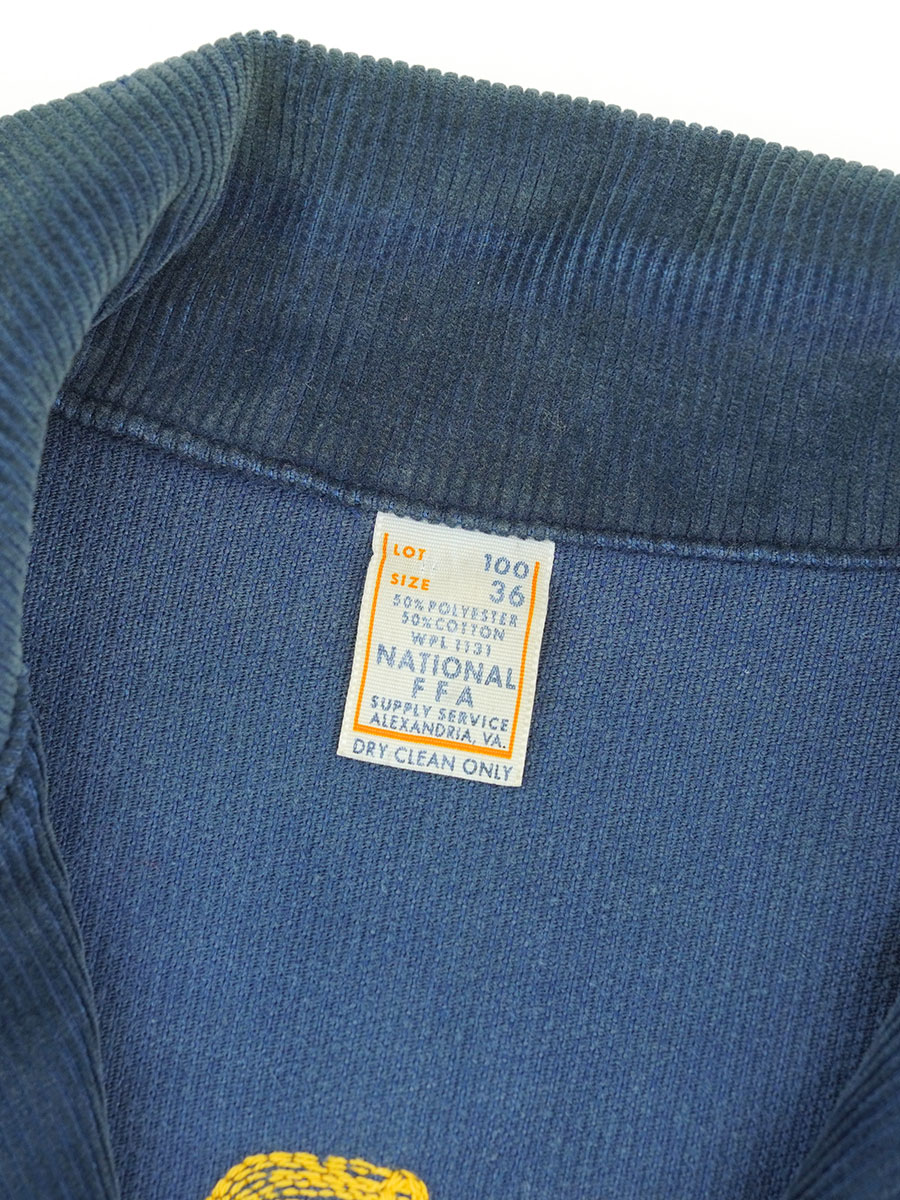 LOT 100
SIZE 36
50% POLYESTER
50% COTTON
WPL 1131
NATIONAL
FFA
SUPPLY SERVICE
ALEXANDRIA, VA.
DRY CLEAN ONLY